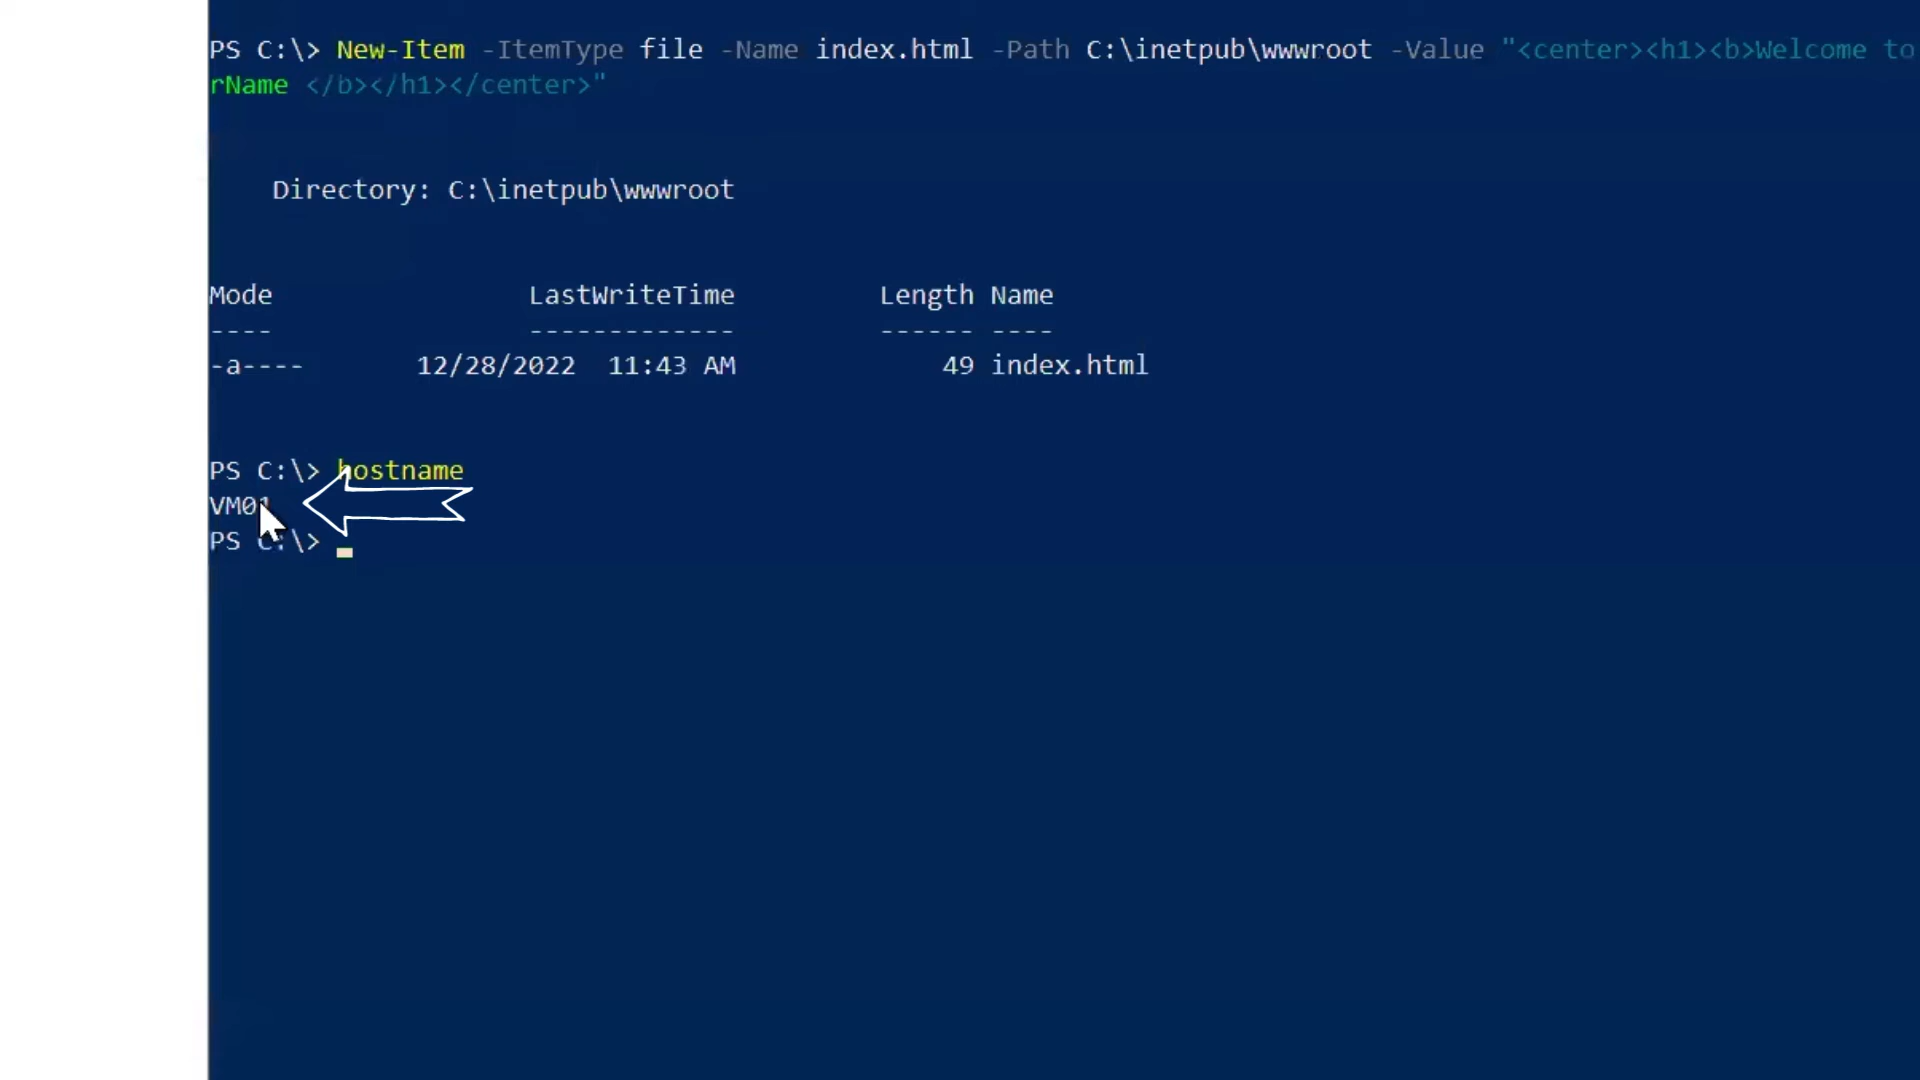 PS C:\> New-Item -ItemType file -Name index.html -Path C:\inetpub\wwwroot -Value "<center><h1><b>Welcome to
rName </b></h1></center>"
Directory: C:\inetpub\wwwroot
Mode LastWriteTime Length Name
---- ------------- ------ ----
-a---- 12/28/2022 11:43 AM 49 index.html
PS C:\> hostname
VM01
PS C:\>